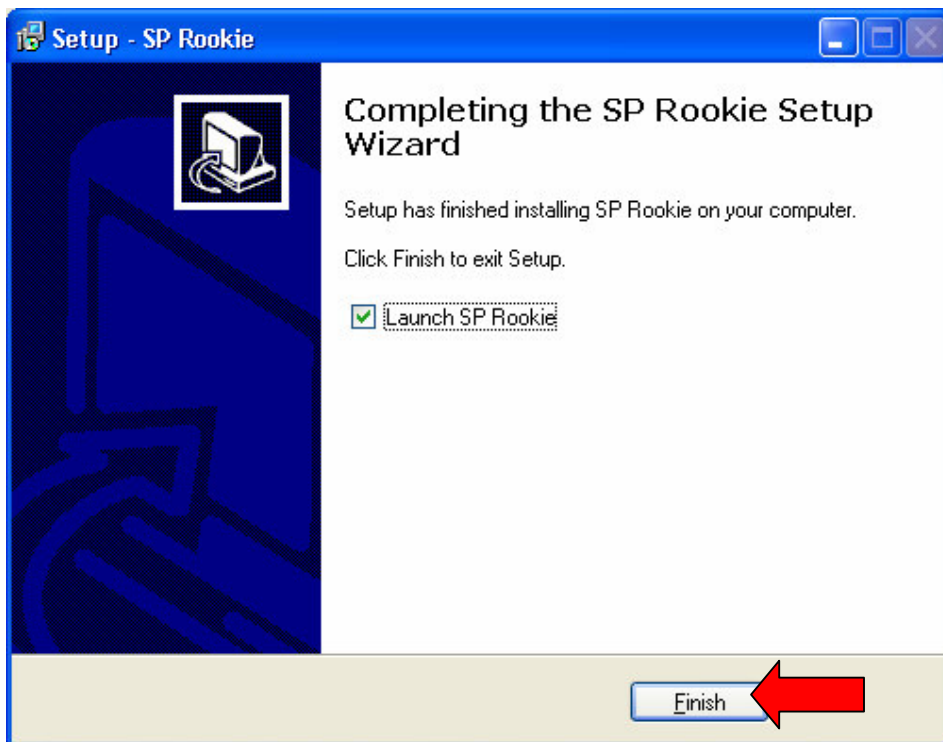 Setup - SP Rookie
Completing the SP Rookie Setup
Wizard
Setup has finished installing SP Rookie on your computer.
Click Finish to exit Setup.
Launch SP Rookie
Finish